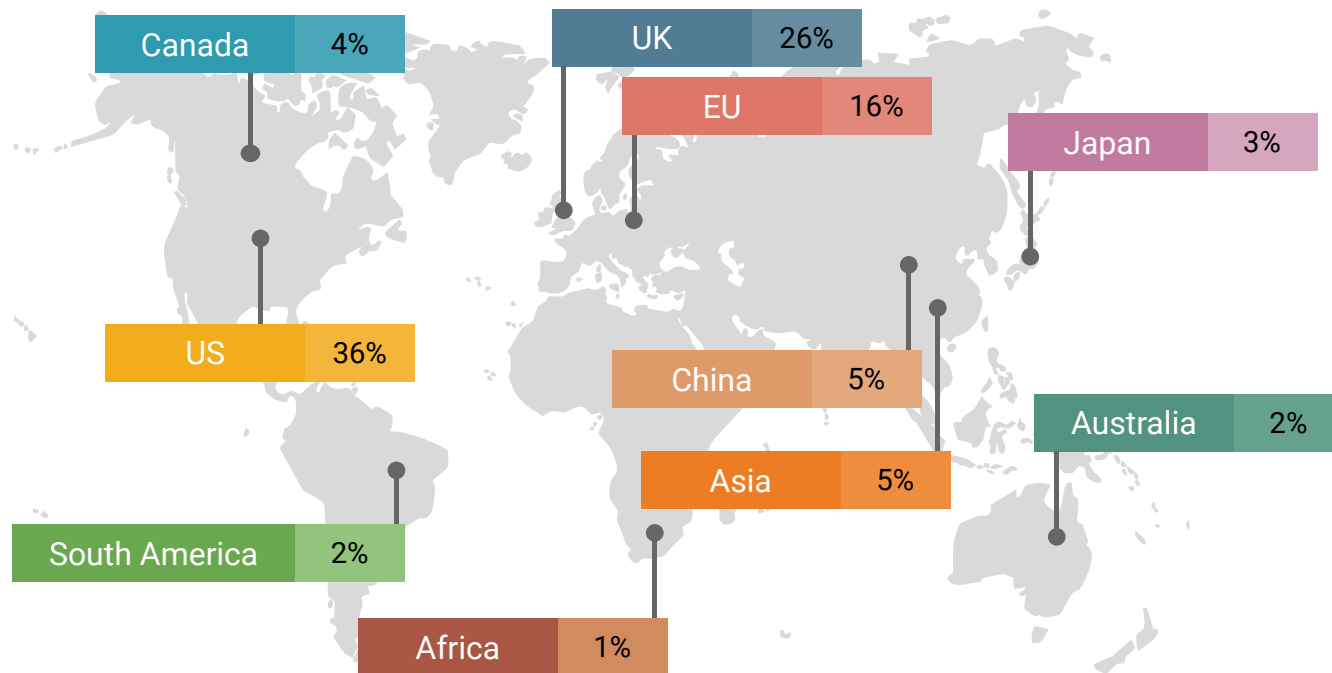 Canada 4%
UK 26%
EU 16%
Japan 3%
US 36%
China 5%
Australia 2%
Asia 5%
South America 2%
Africa 1%